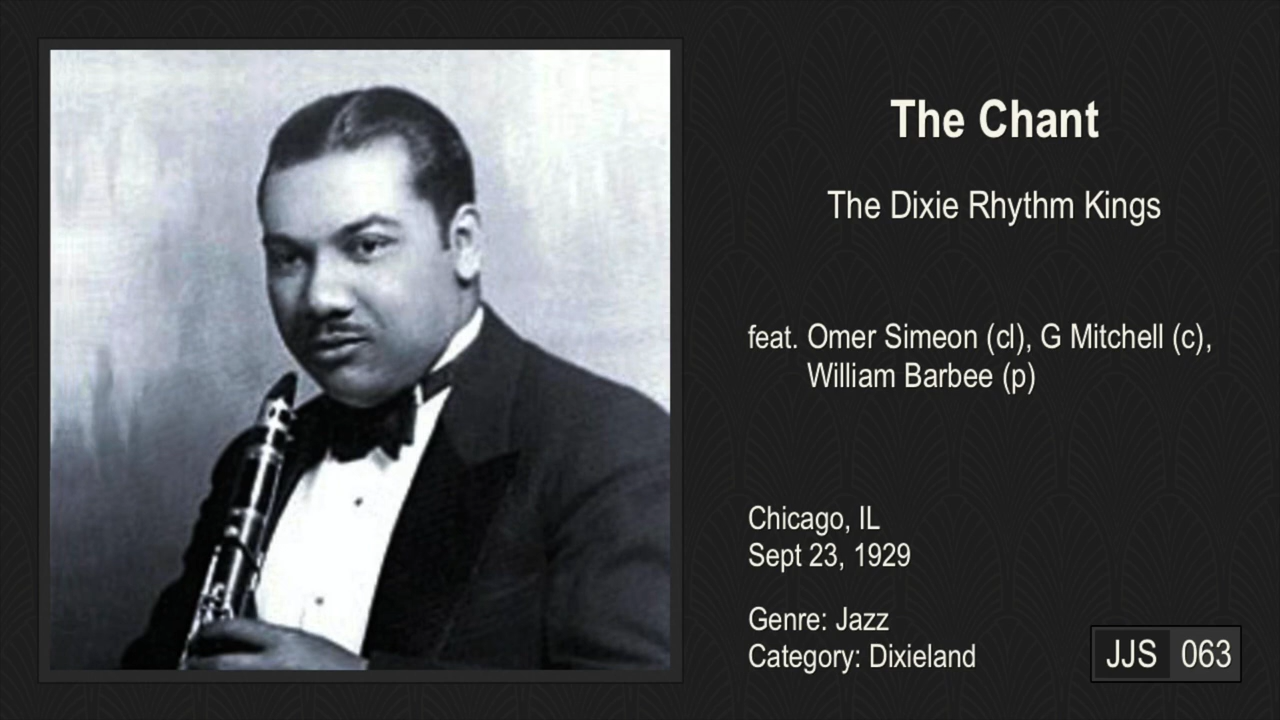 The Chant
The Dixie Rhythm Kings
feat. Omer Simeon (cl), G Mitchell (c),
William Barbee (p)
Chicago, IL
Sept 23, 1929
Genre: Jazz
Category: Dixieland
JJS 063